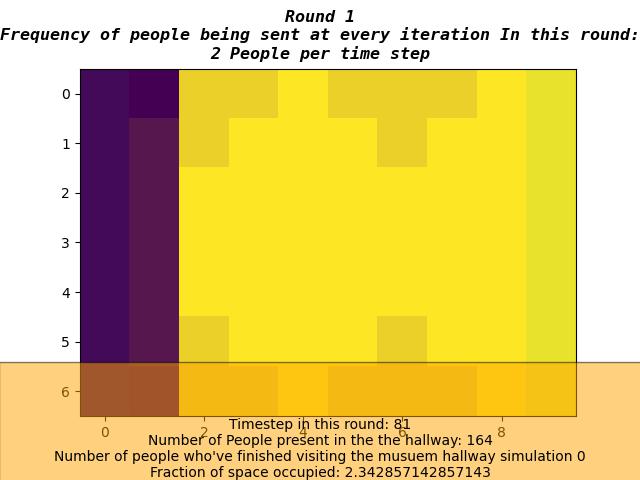 Round 1
Frequency of people being sent at every iteration In this round:
2 People per time step
0
1
2
3
4
5
6
0 2 4 6 8
Timestep in this round: 81
Number of People present in the the hallway: 164
Number of people who've finished visiting the musuem hallway simulation 0
Fraction of space occupied: 2.342857142857143